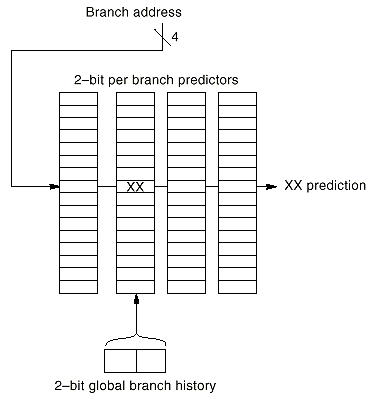 Branch address
4
2–bit per branch predictors
XX
XX prediction
2–bit global branch history